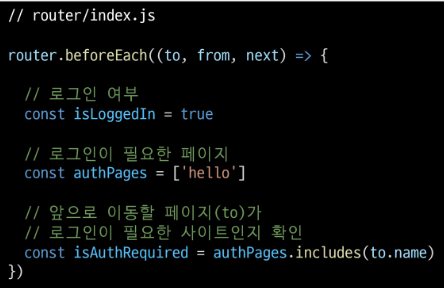 // router/index.js
router.beforeEach((to, from, next) => {
// 로그인 여부
const isLoggedIn = true
// 로그인이 필요한 페이지
const authPages = ['hello']
// 앞으로 이동할 페이지(to)가
// 로그인이 필요한 사이트인지 확인
const isAuthRequired = authPages.includes(to.name)
})